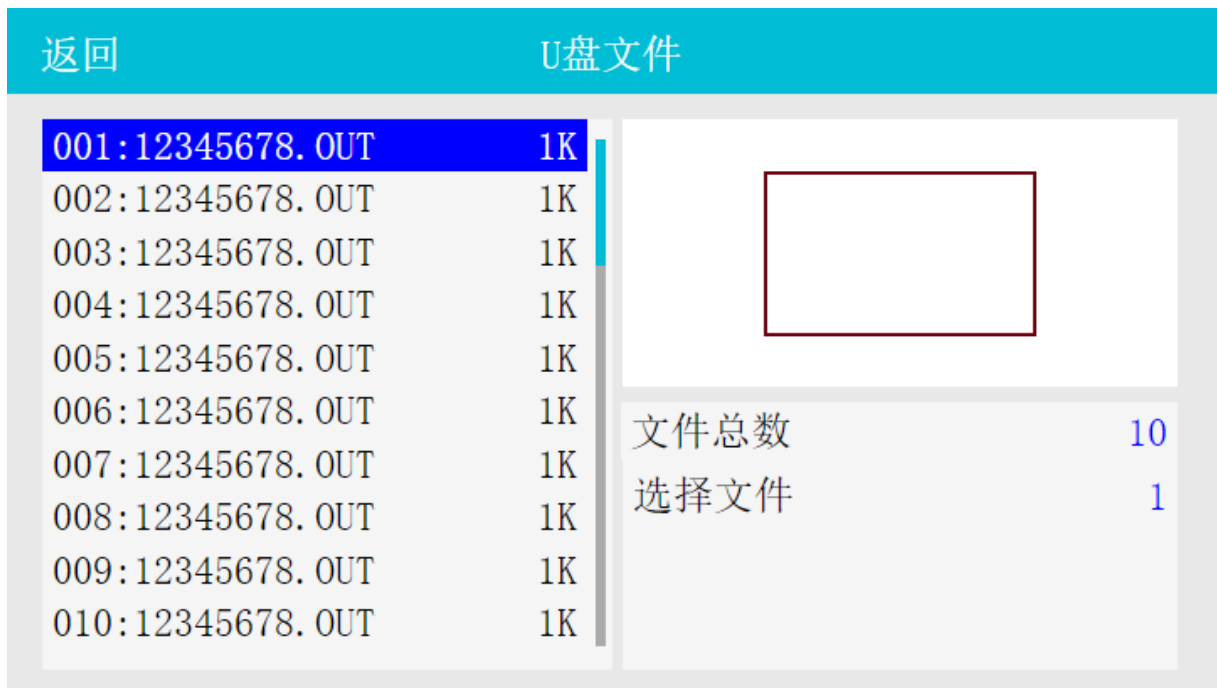 返回 U盘文件
001:12345678.OUT 1K
002:12345678.OUT 1K
003:12345678.OUT 1K
004:12345678.OUT 1K
005:12345678.OUT 1K
006:12345678.OUT 1K
007:12345678.OUT 1K
008:12345678.OUT 1K
009:12345678.OUT 1K
010:12345678.OUT 1K
文件总数 10
选择文件 1